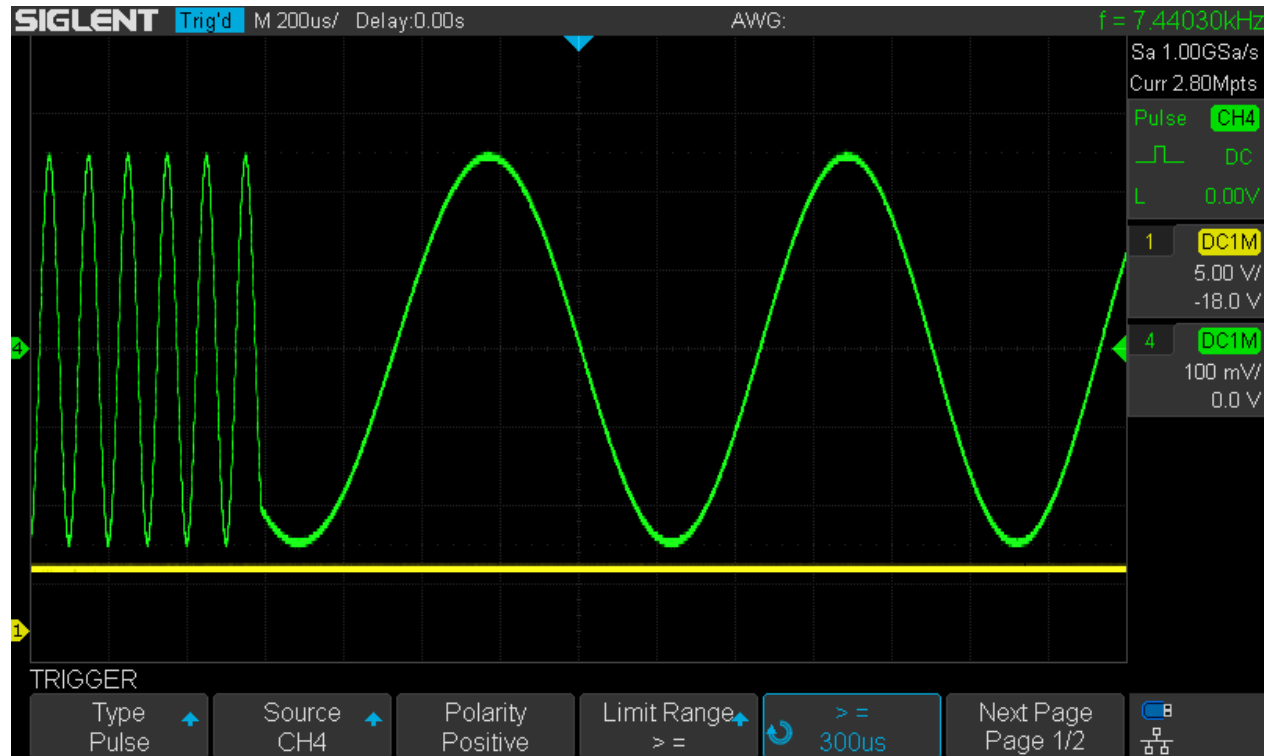 SIGLENT Trig'd M 200us/ Delay:0.00s AWG: f = 7.44030kHz
Sa 1.00GSa/s
Curr 2.80Mpts
Pulse CH4
DC
L 0.00V
1 DC1M
5.00 V/
-18.0 V
4 DC1M
100 mV/
0.0 V
4
1
TRIGGER
Type Source Polarity Limit Range > = Next Page
Pulse CH4 Positive > = 300us Page 1/2